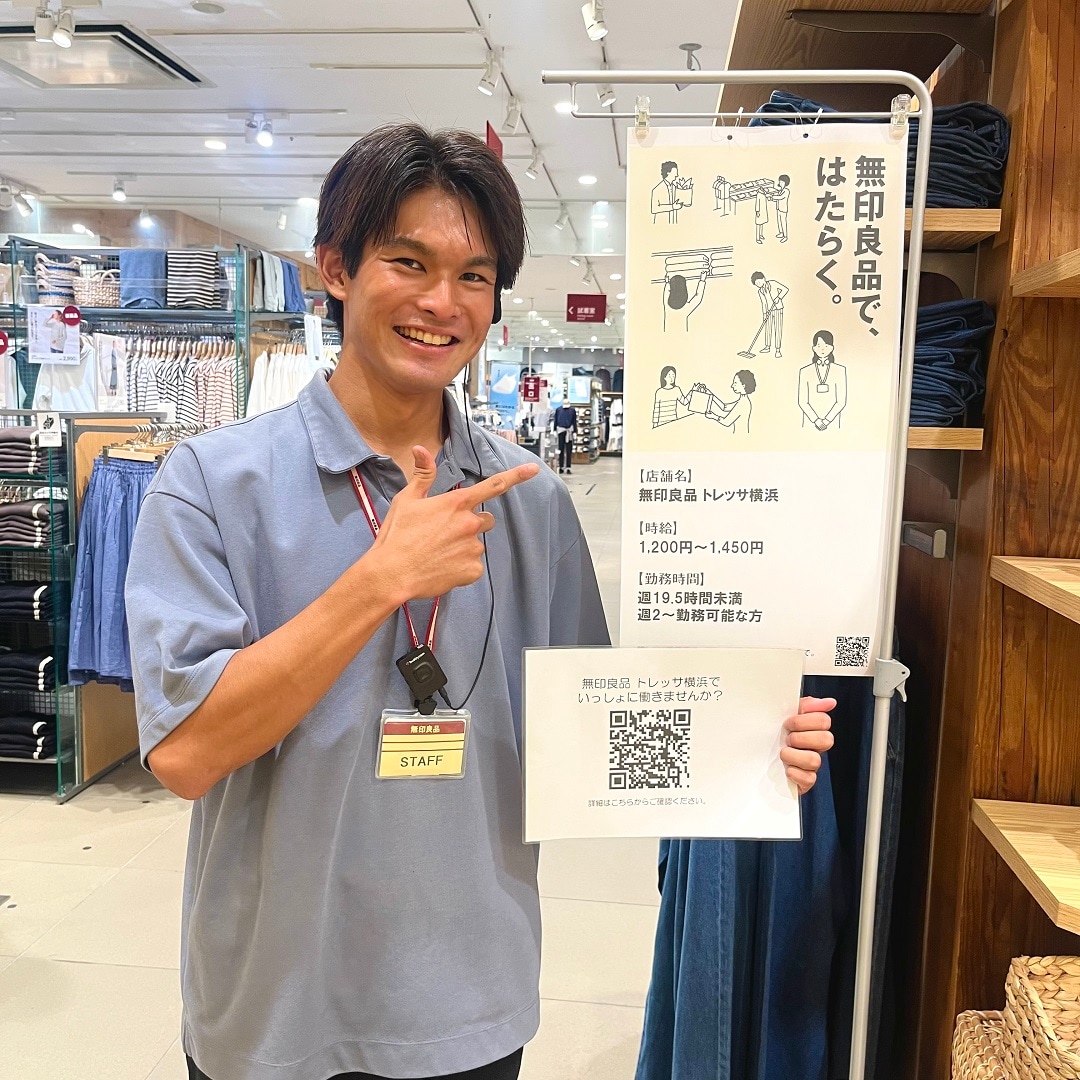 無印良品で、
はたらく。
【店舗名】
無印良品 トレッサ横浜
【時給】
1,200円～1,450円
【勤務時間】
週19.5時間未満
週2～勤務可能な方
無印良品 トレッサ横浜で
いっしょに働きませんか？
詳細はこちらからご確認ください。
無印良品
STAFF
試着室